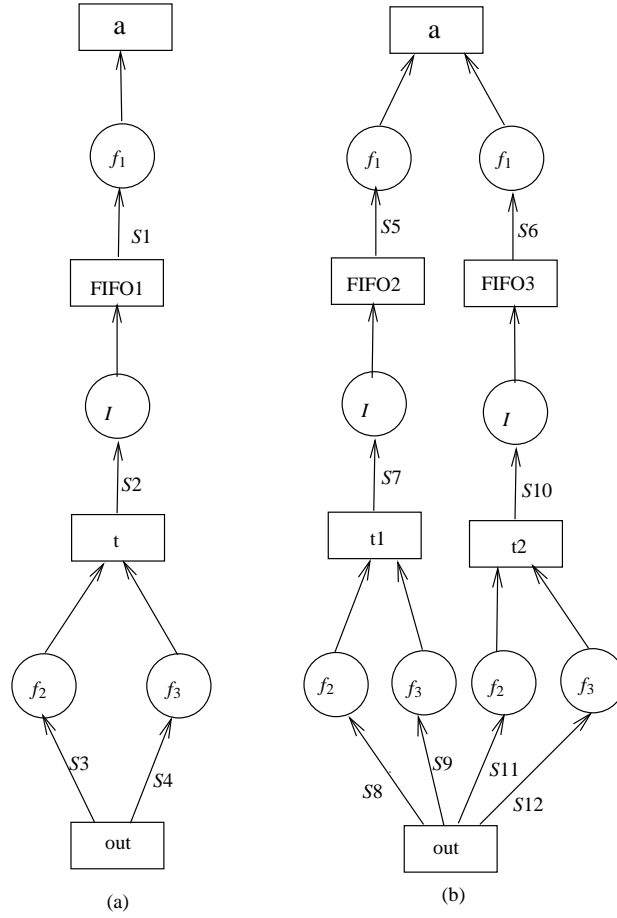 a
f1
S1
FIFO1
I
S2
t
f2
f3
S3
S4
out
(a)
a
f1
f1
S5
S6
FIFO2
FIFO3
I
I
S7
S10
t1
t2
f2
f3
f2
f3
S8
S9
S11
S12
out
(b)